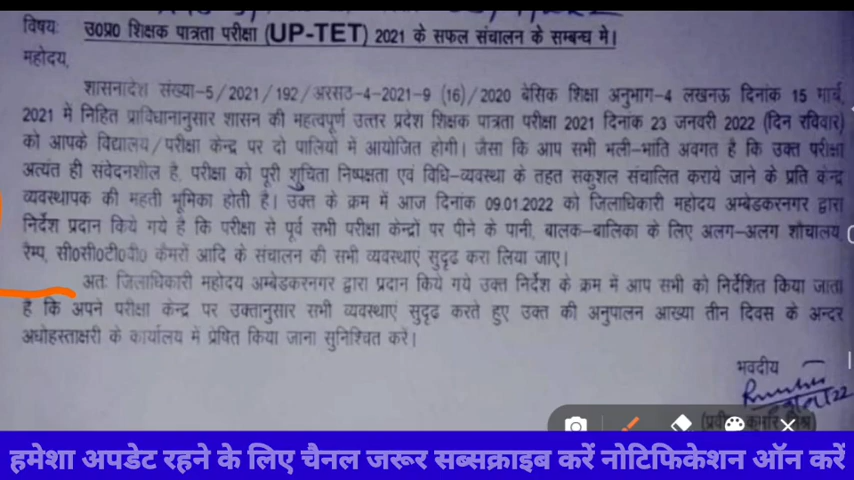 विषय: उ0प्र0 शिक्षक पात्रता परीक्षा (UP-TET) 2021 के सफल संचालन के सम्बन्ध मे।
महोदय,
शासनादेश संख्या-5/2021/192/अरसठ-4-2021-9 (16)/2020 बेसिक शिक्षा अनुभाग-4 लखनऊ दिनांक 15 मार्च,
2021 में निहित प्राविधानानुसार शासन की महत्वपूर्ण उत्तर प्रदेश शिक्षक पात्रता परीक्षा 2021 दिनांक 23 जनवरी 2022 (दिन रविवार)
को आपके विद्यालय/परीक्षा केन्द्र पर दो पालियों में आयोजित होगी। जैसा कि आप सभी भली-भांति अवगत है कि उक्त परीक्षा
अत्यंत ही संवेदनशील है, परीक्षा को पूरी शुचिता निष्पक्षता एवं विधि-व्यवस्था के तहत सकुशल संचालित कराये जाने के प्रति केन्द्र
व्यवस्थापक की महती भूमिका होती है। उक्त के क्रम में आज दिनांक 09.01.2022 को जिलाधिकारी महोदय अम्बेडकरनगर द्वारा
निर्देश प्रदान किये गये है कि परीक्षा से पूर्व सभी परीक्षा केन्द्रों पर पीने के पानी, बालक-बालिका के लिए अलग-अलग शौचालय
रैम्प, सी0सी0टी0वी0 कैमरों आदि के संचालन की सभी व्यवस्थाएं सुदृढ़ करा लिया जाए।
अतः जिलाधिकारी महोदय अम्बेडकरनगर द्वारा प्रदान किये गये उक्त निर्देश के क्रम में आप सभी को निर्देशित किया जाता
है कि अपने परीक्षा केन्द्र पर उक्तानुसार सभी व्यवस्थाएं सुदृढ़ करते हुए उक्त की अनुपालन आख्या तीन दिवस के अन्दर
अधोहस्ताक्षरी के कार्यालय में प्रेषित किया जाना सुनिश्चित करें।
भवदीय
हमेशा अपडेट रहने के लिए चैनल जरूर सब्सक्राइब करें नोटिफिकेशन ऑन करें